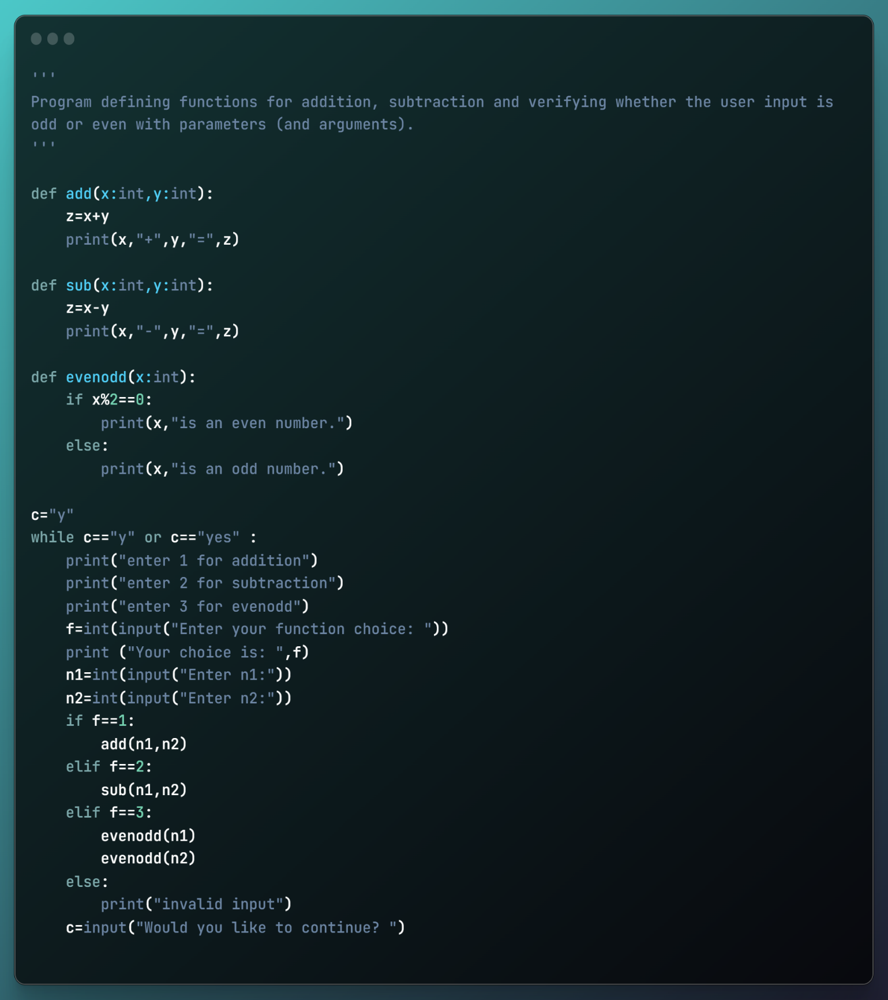 '''
Program defining functions for addition, subtraction and verifying whether the user input is
odd or even with parameters (and arguments).
'''

def add(x:int,y:int):
    z=x+y
    print(x,"+",y,"=",z)

def sub(x:int,y:int):
    z=x-y
    print(x,"-",y,"=",z)

def evenodd(x:int):
    if x%2==0:
        print(x,"is an even number.")
    else:
        print(x,"is an odd number.")

c="y"
while c=="y" or c=="yes" :
    print("enter 1 for addition")
    print("enter 2 for subtraction")
    print("enter 3 for evenodd")
    f=int(input("Enter your function choice: "))
    print ("Your choice is: ",f)
    n1=int(input("Enter n1:"))
    n2=int(input("Enter n2:"))
    if f==1:
        add(n1,n2)
    elif f==2:
        sub(n1,n2)
    elif f==3:
        evenodd(n1)
        evenodd(n2)
    else:
        print("invalid input")
    c=input("Would you like to continue? ")